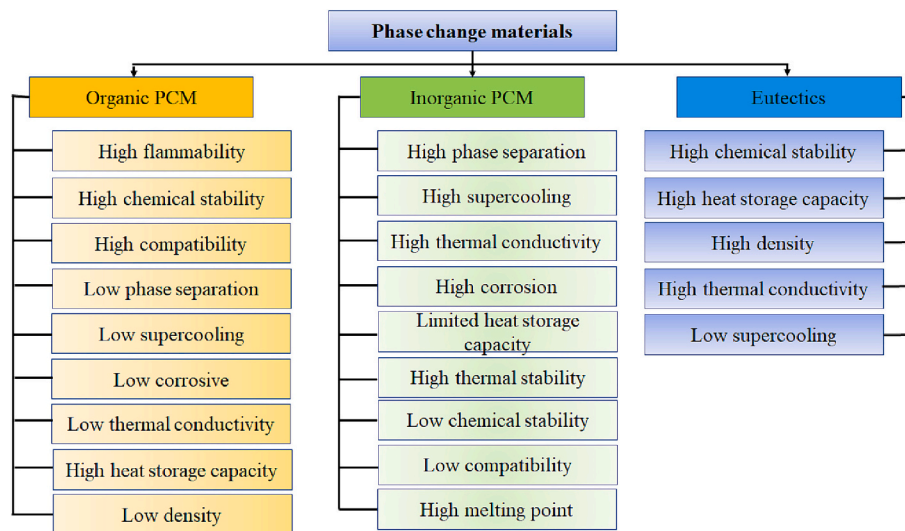 Phase change materials
Organic PCM
High flammability
High chemical stability
High compatibility
Low phase separation
Low supercooling
Low corrosive
Low thermal conductivity
High heat storage capacity
Low density
Inorganic PCM
High phase separation
High supercooling
High thermal conductivity
High corrosion
Limited heat storage
capacity
High thermal stability
Low chemical stability
Low compatibility
High melting point
Eutectics
High chemical stability
High heat storage capacity
High density
High thermal conductivity
Low supercooling